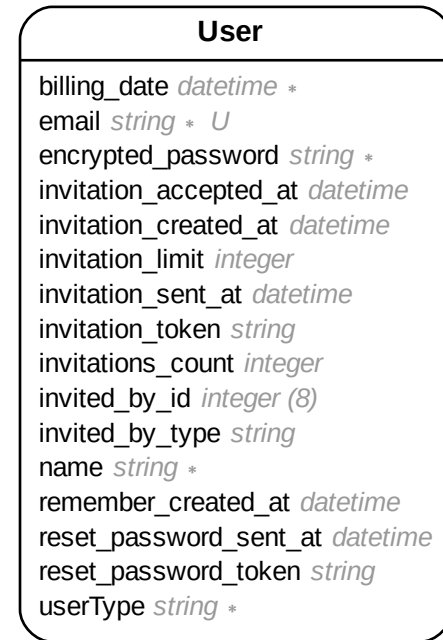 User
billing_date datetime *
email string * U
encrypted_password string *
invitation_accepted_at datetime
invitation_created_at datetime
invitation_limit integer
invitation_sent_at datetime
invitation_token string
invitations_count integer
invited_by_id integer (8)
invited_by_type string
name string *
remember_created_at datetime
reset_password_sent_at datetime
reset_password_token string
userType string *